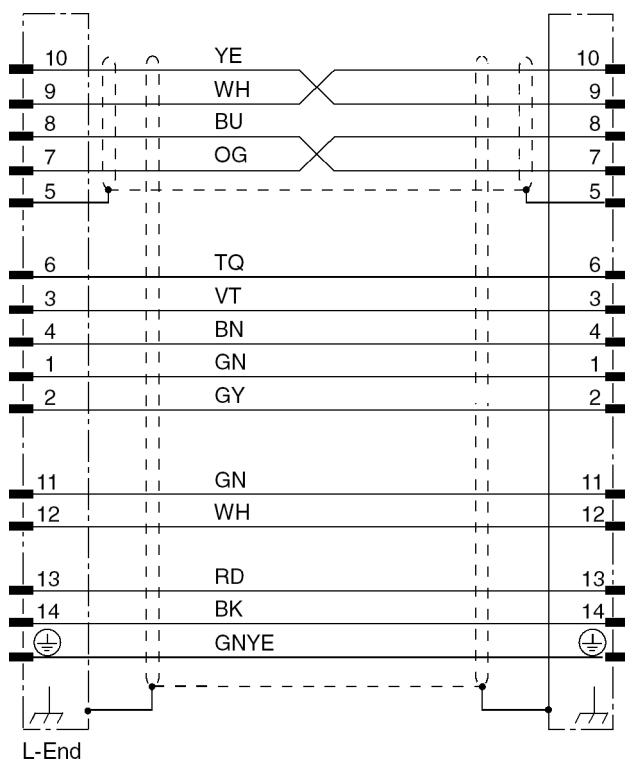 10 YE 10
9 WH 9
8 BU 8
7 OG 7
5 5
6 TQ 6
3 VT 3
4 BN 4
1 GN 1
2 GY 2
11 GN 11
12 WH 12
13 RD 13
14 BK 14
GNYE
L-End